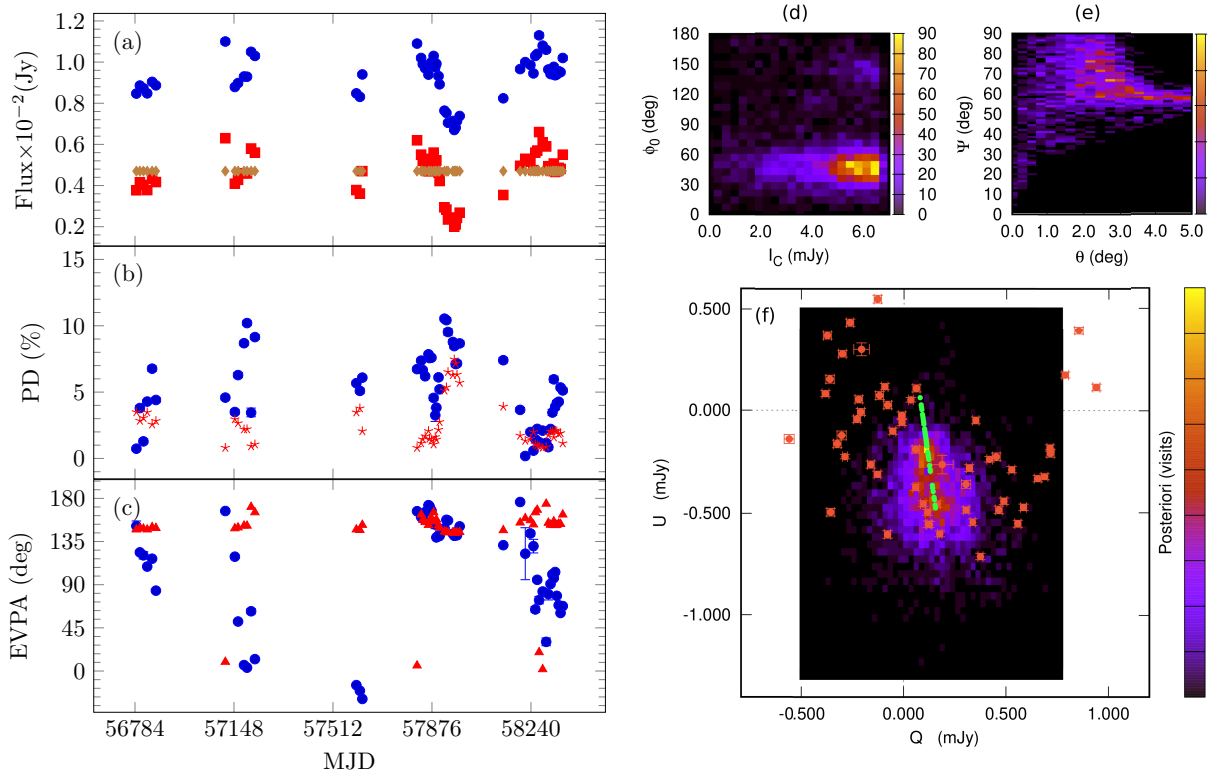 (a)
Flux×10⁻²(Jy)
1.2
1.0
0.8
0.6
0.4
0.2
(b)
PD (%)
15
10
5
0
(c)
EVPA (deg)
180
135
90
45
0
56784 57148 57512 57876 58240
MJD
(d)
ϕ₀ (deg)
180
150
120
90
60
30
0
0.0 2.0 4.0 6.0
I_C (mJy)
90
80
70
60
50
40
30
20
10
0
(e)
Ψ (deg)
90
80
70
60
50
40
30
20
10
0
0.0 1.0 2.0 3.0 4.0 5.0
θ (deg)
(f)
U (mJy)
0.500
0.000
-0.500
-1.000
-0.500 0.000 0.500 1.000
Q (mJy)
Posteriori (visits)